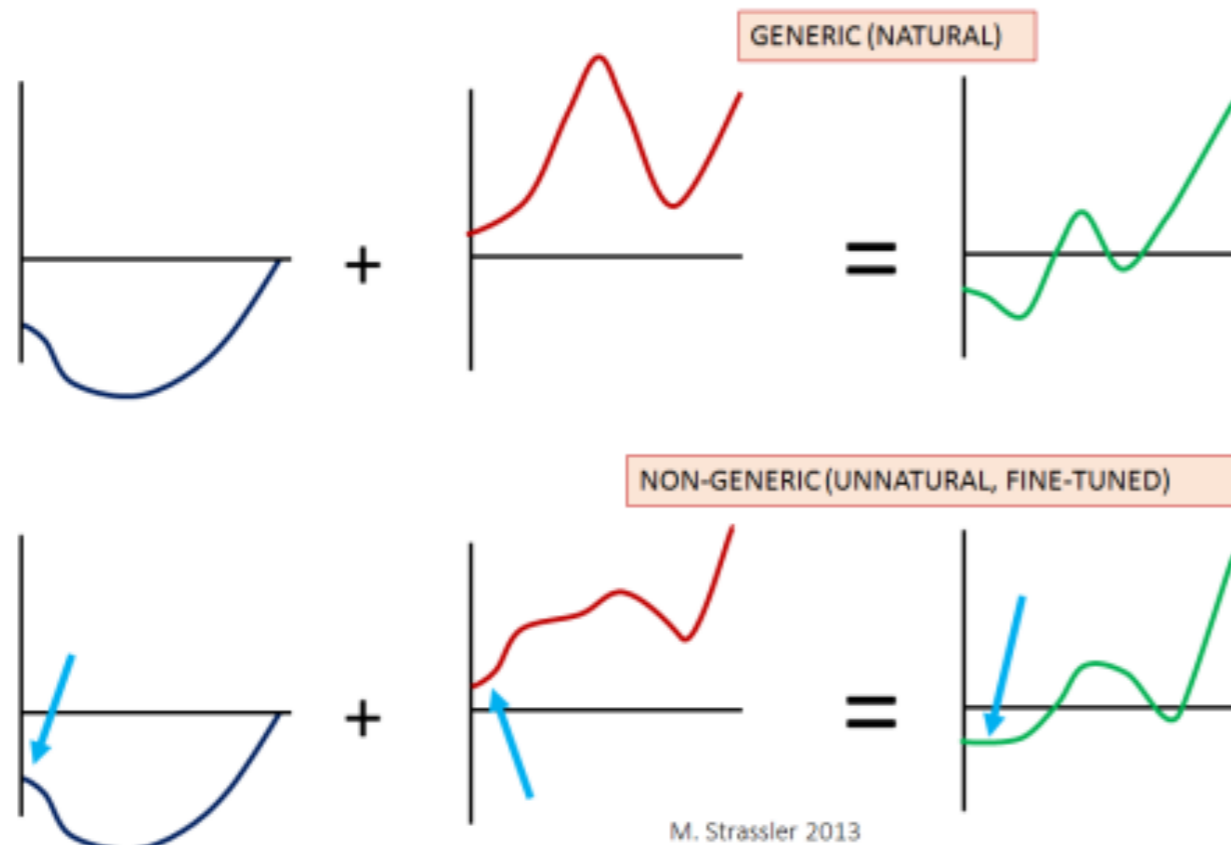 GENERIC (NATURAL)
+
=
NON-GENERIC (UNNATURAL, FINE-TUNED)
+
=
M. Strassler 2013